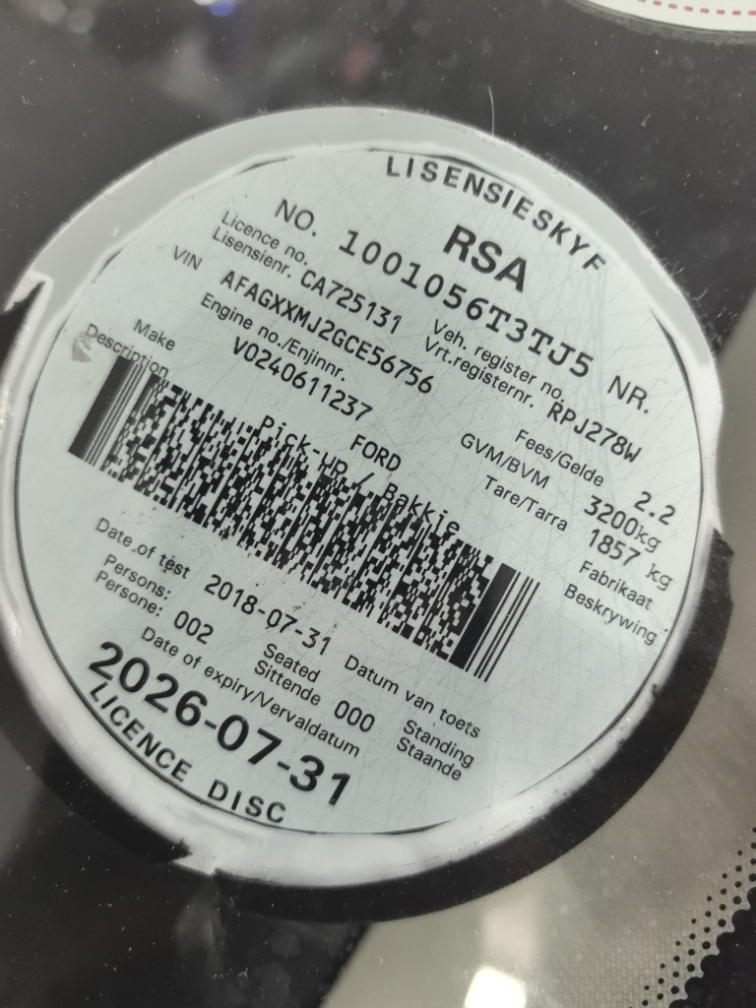 LISENSIESKYF
RSA
NO. 1001056T3TJ5 NR.
Licence no.
Lisensienr. CA725131
Veh. register no.
Vrt.registernr. RPJ278W
VIN AFAGXXMJ2GCE56756
Fees/Gelde 2.2
Engine no./Enjinnr.
V0240611237
GVM/BVM 3200kg
Tare/Tarra 1857 kg
Make FORD Fabrikaat
Description Pick-up / Bakkie Beskrywing
Date of test 2018-07-31 Datum van toets
Persons:
Persone: 002
Seated
Sittende 000
Standing
Staande
Date of expiry/Vervaldatum
2026-07-31
LICENCE DISC